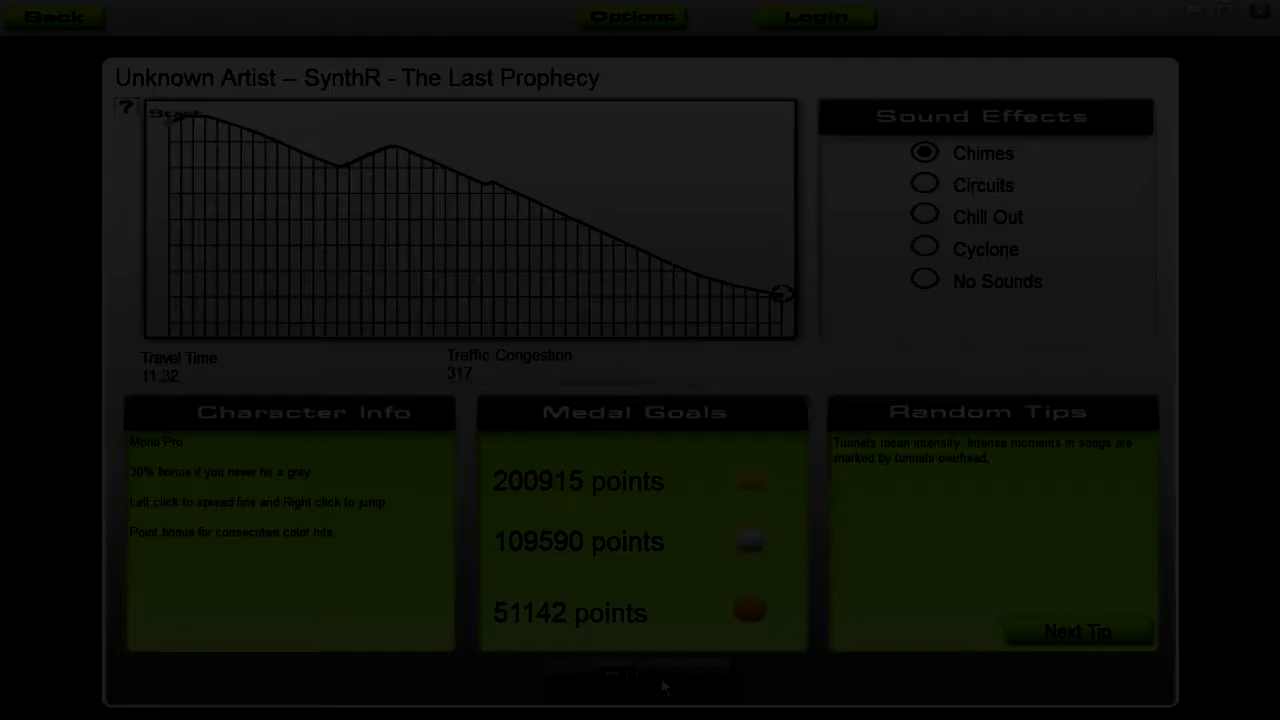 Back
Options
Login
Unknown Artist -- SynthR - The Last Prophecy
?
Start
Sound Effects
Chimes
Circuits
Chill Out
Cyclone
No Sounds
Travel Time
11:32
Traffic Congestion
317
Character Info
Mono Pro
30% bonus if you never hit a grey
Left click to spread fins and Right click to jump
Point bonus for consecutive color hits
Medal Goals
200915 points
109590 points
51142 points
Random Tips
Tunnels mean intensity. Intense moments in songs are
marked by tunnels overhead.
Next Tip